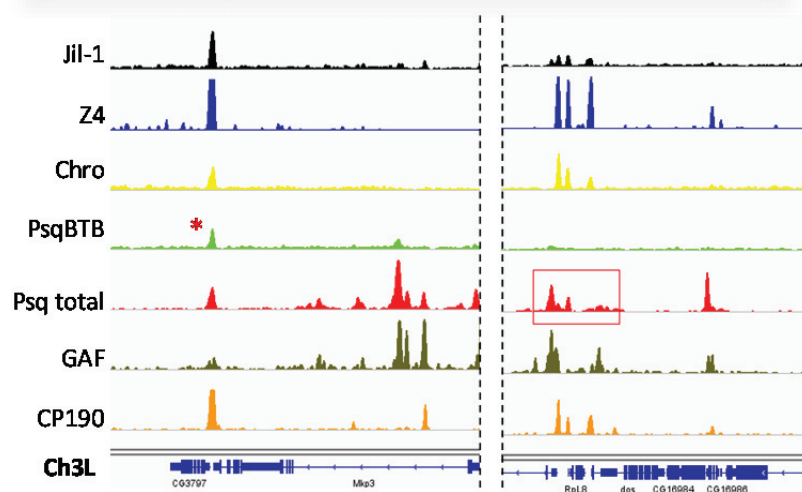 Jil-1
Z4
Chro
PsqBTB
*
Psq total
GAF
CP190
Ch3L
CG3797
Mkp3
RpL8
dos
CG16984
CG16986